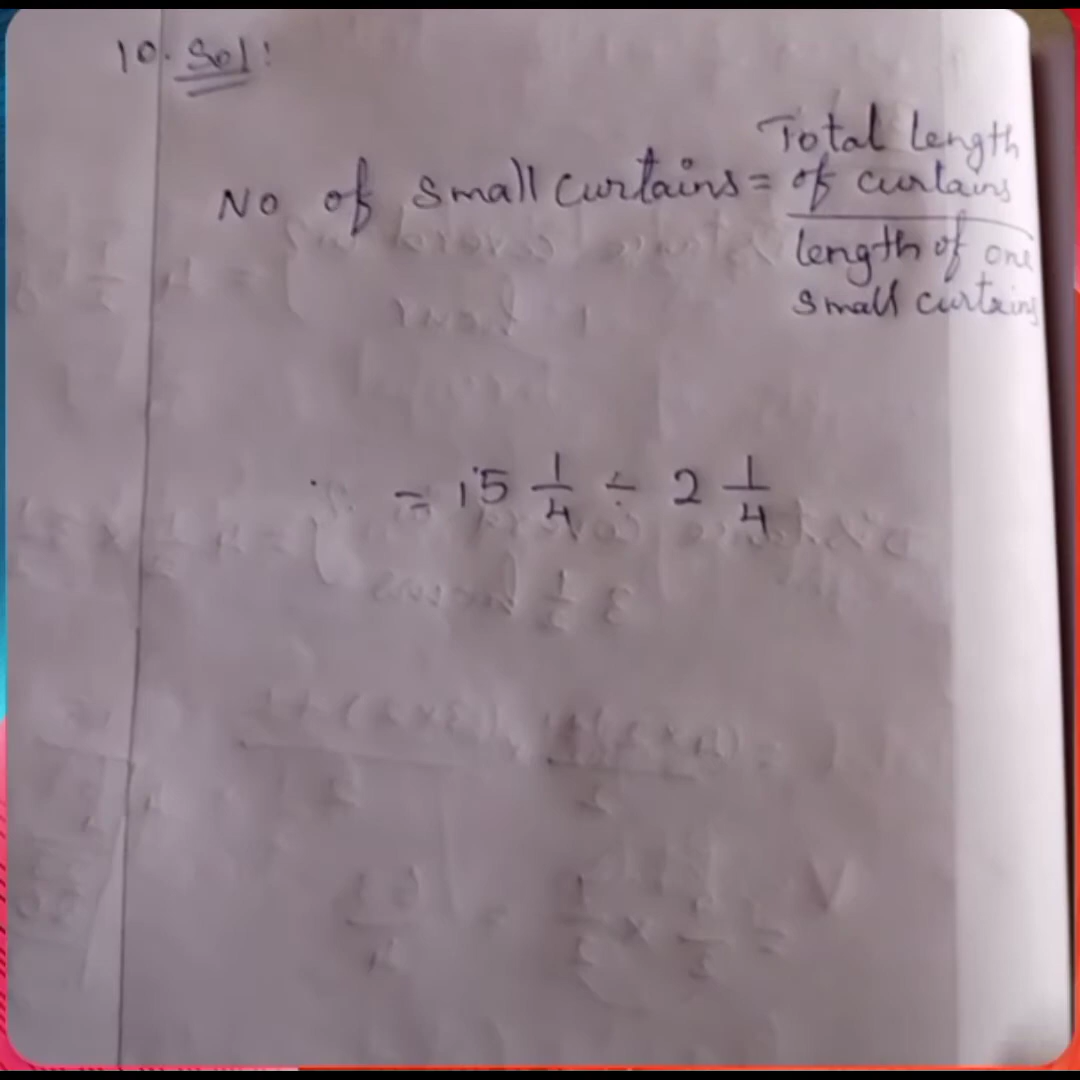 10. Sol:
Total length
No of small curtains = of curtains
length of one
small curtains
= 15 1/4 ÷ 2 1/4